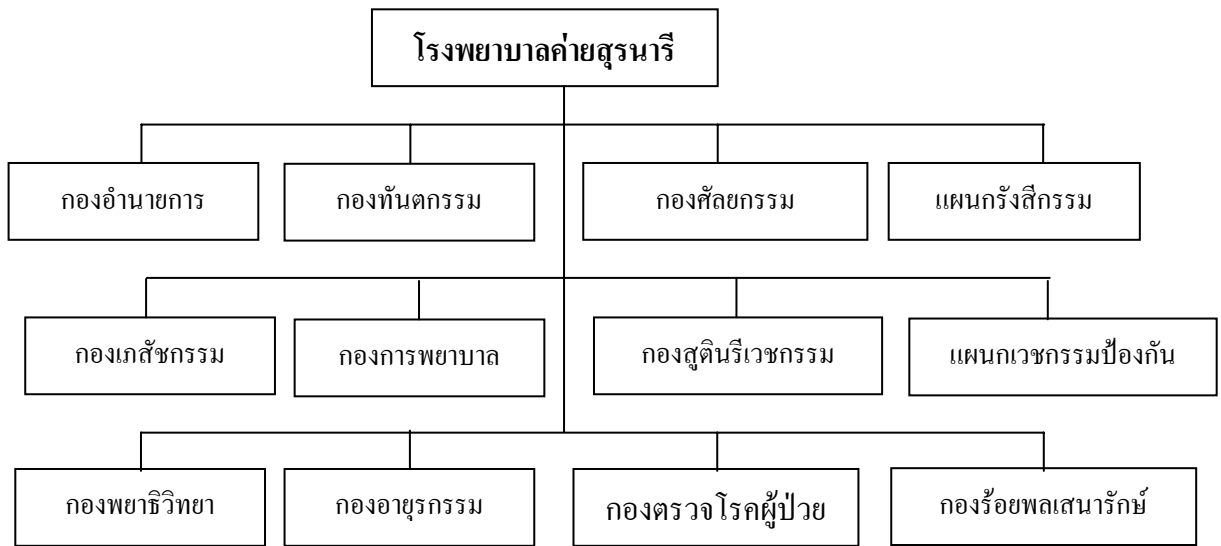 โรงพยาบาลค่ายสุรนารี
กองอำนายการ
กองทันตกรรม
กองศัลยกรรม
แผนกรังสีกรรม
กองเภสัชกรรม
กองการพยาบาล
กองสูตินรีเวชกรรม
แผนกเวชกรรมป้องกัน
กองพยาธิวิทยา
กองอายุรกรรม
กองตรวจโรคผู้ป่วย
กองร้อยพลเสนารักษ์